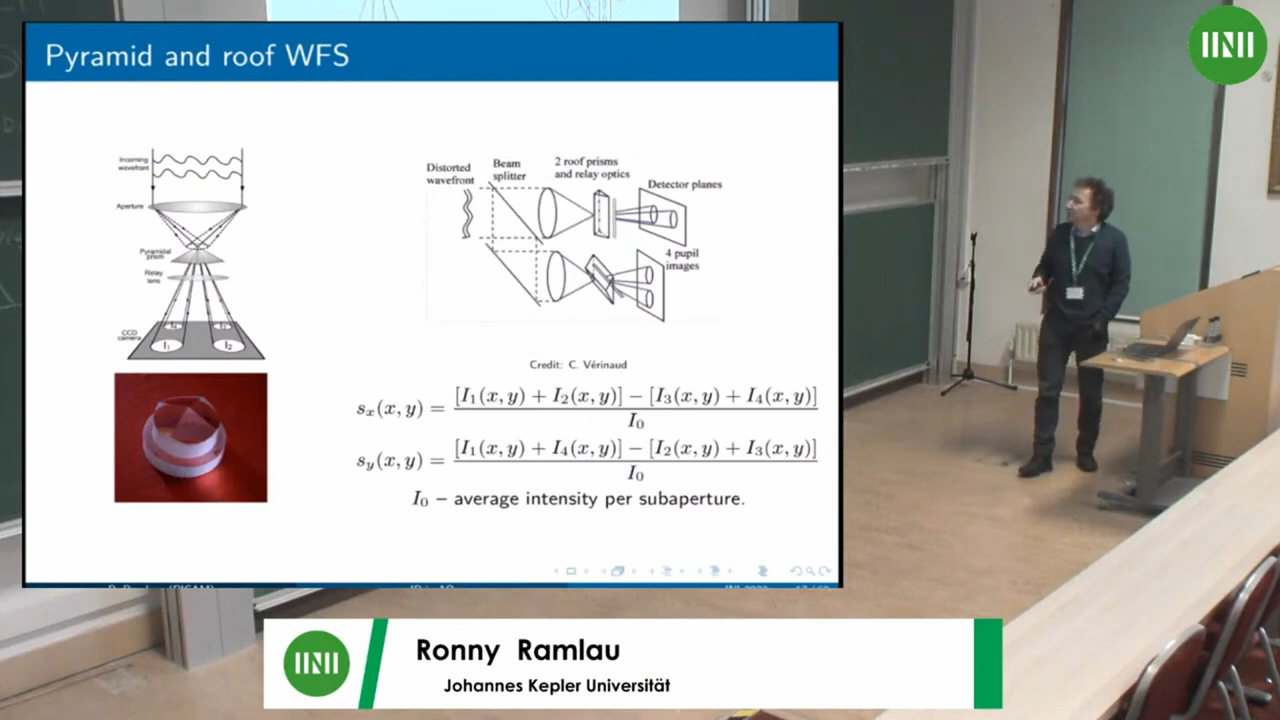 Pyramid and roof WFS
Incoming
wavefront
Aperture
Pyramidal
prism
Relay
lens
CCD
camera
I₁
I₂
Distorted
wavefront
Beam
splitter
2 roof prisms
and relay optics
Detector planes
4 pupil
images
Credit: C. Vérinaud
sₓ(x, y) = [I₁(x, y) + I₂(x, y)] − [I₃(x, y) + I₄(x, y)] / I₀
s_y(x, y) = [I₁(x, y) + I₄(x, y)] − [I₂(x, y) + I₃(x, y)] / I₀
I₀ − average intensity per subaperture.
Ronny Ramlau
Johannes Kepler Universität